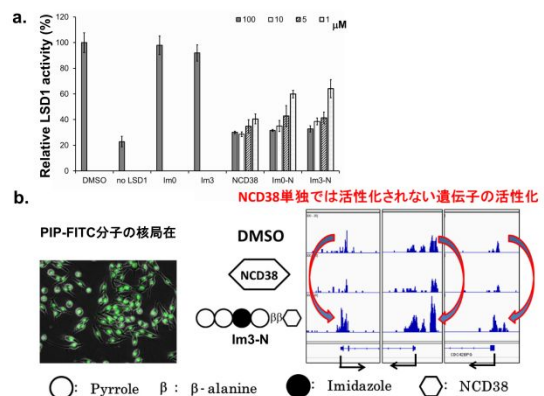 a.
Relative LSD1 activity (%)
120
100
80
60
40
20
0
100 10 5 1 μM
DMSO no LSD1 Im0 Im3 NCD38 Im0-N Im3-N
b.
NCD38単独では活性化されない遺伝子の活性化
PIP-FITC分子の核局在
DMSO
NCD38
ββ
Im3-N
: Pyrrole β : β-alanine : Imidazole : NCD38